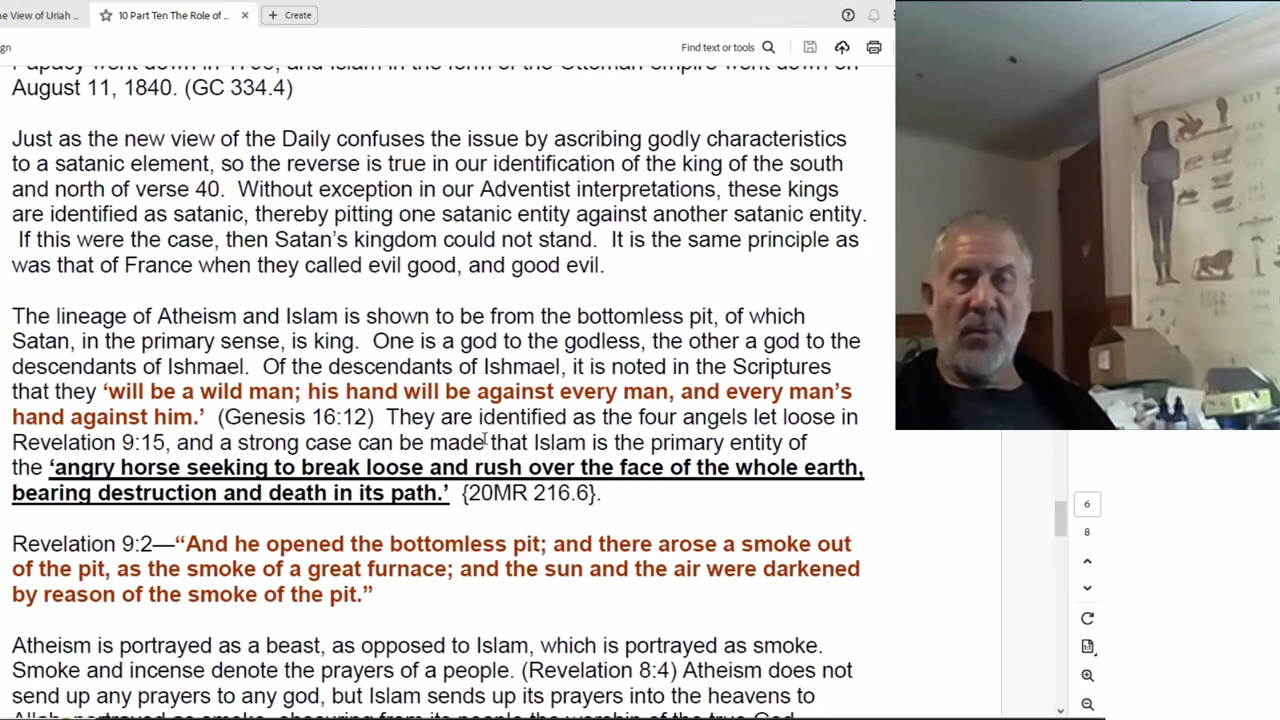 he View of Uriah ...
10 Part Ten The Role of ...
Create
gn
Find text or tools
August 11, 1840. (GC 334.4)
Just as the new view of the Daily confuses the issue by ascribing godly characteristics
to a satanic element, so the reverse is true in our identification of the king of the south
and north of verse 40.  Without exception in our Adventist interpretations, these kings
are identified as satanic, thereby pitting one satanic entity against another satanic entity.
If this were the case, then Satan’s kingdom could not stand.  It is the same principle as
was that of France when they called evil good, and good evil.
The lineage of Atheism and Islam is shown to be from the bottomless pit, of which
Satan, in the primary sense, is king.  One is a god to the godless, the other a god to the
descendants of Ishmael.  Of the descendants of Ishmael, it is noted in the Scriptures
that they ‘will be a wild man; his hand will be against every man, and every man’s
hand against him.’  (Genesis 16:12)  They are identified as the four angels let loose in
Revelation 9:15, and a strong case can be made that Islam is the primary entity of
the ‘angry horse seeking to break loose and rush over the face of the whole earth,
bearing destruction and death in its path.’  {20MR 216.6}.
Revelation 9:2—“And he opened the bottomless pit; and there arose a smoke out
of the pit, as the smoke of a great furnace; and the sun and the air were darkened
by reason of the smoke of the pit.”
Atheism is portrayed as a beast, as opposed to Islam, which is portrayed as smoke.
Smoke and incense denote the prayers of a people. (Revelation 8:4) Atheism does not
send up any prayers to any god, but Islam sends up its prayers into the heavens to
6
8